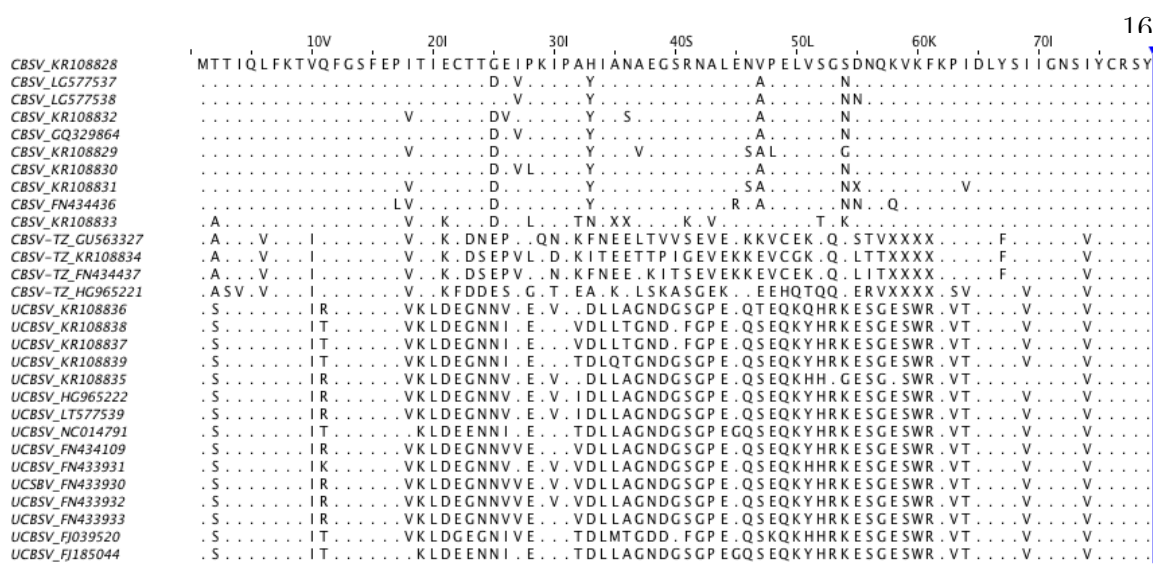 16
10V 20I 30I 40S 50L 60K 70I
CBSV_KR108828 MTTIQLFKTVQFGSFEPITIECTTGEIPKIPAHIANAEGSRNALENVPELVSGSDNQKVKFKPIDLYSIIGNSIYCRSY
CBSV_LG577537 ........................D.V.....Y.............A......N.........................
CBSV_LG577538 ..........................V.....Y.............A......NN........................
CBSV_KR108832 .................V......DV......Y..S..........A......N.........................
CBSV_GQ329864 ........................D.V.....Y.............A......N.........................
CBSV_KR108829 .................V......D.......Y...V........SAL.....G.........................
CBSV_KR108830 ........................D.VL....Y.............A......N.........................
CBSV_KR108831 .................V......D.......Y............SA......NX........V...............
CBSV_FN434436 ................LV......D.......Y...........R.A......NN..Q.....................
CBSV_KR108833 .A...............V..K...D..L...TN.XX....K.V........T.K.........................
CBSV-TZ_GU563327 .A...V...I.......V..K.DNEP..QN.KFNEELTVVSEVE.KKVCEK.Q.STVXXXX.....F......V.....
CBSV-TZ_KR108834 .A...V...I.......V..K.DSEPVL.D.KITEETTPIGEVEKKEVCGK.Q.LTTXXXX.....F......V.....
CBSV-TZ_FN434437 .A...V...I.......V..K.DSEPV..N.KFNEE.KITSEVEKKEVCEK.Q.LITXXXX.....F......V.....
CBSV-TZ_HG965221 .ASV.V...I.......V..KFDDES.G.T.EA.K.LSKASGEK..EEHQTQQ.ERVXXXX.SV....V....V.....
UCBSV_KR108836 .S.......IR......VKLDEGNNV.E.V..DLLAGNDGSGPE.QTEQKQHRKESGESWR.VT....V....V.....
UCBSV_KR108838 .S.......IT......VKLDEGNNI.E...VDLLTGND.FGPE.QSEQKYHRKESGESWR.VT....V....V.....
UCBSV_KR108837 .S.......IT......VKLDEGNNI.E...VDLLTGND.FGPE.QSEQKYHRKESGESWR.VT....V....V.....
UCBSV_KR108839 .S.......IT......VKLDEGNNI.E...TDLQTGNDGSGPE.QSEQKYHRKESGESWR.VT....V....V.....
UCBSV_KR108835 .S.......IR......VKLDEGNNV.E.V..DLLAGNDGSGPE.QSEQKHH.GESG.SWR.VT.........V.....
UCBSV_HG965222 .S.......IR......VKLDEGNNV.E.V.IDLLAGNDGSGPE.QSEQKYHRKESGESWR.VT....V....V.....
UCBSV_LT577539 .S.......IR......VKLDEGNNV.E.V.IDLLAGNDGSGPE.QSEQKYHRKESGESWR.VT....V....V.....
UCBSV_NC014791 .S.......IT.......KLDEENNI.E...TDLLAGNDGSGPEGQSEQKYHRKESGESWR.VT....V....V.....
UCBSV_FN434109 .S.......IR......VKLDEGNNVVE...VDLLAGNDGSGPE.QSEQKYHRKESGESWR.VT....V....V.....
UCBSV_FN433931 .S.......IK......VKLDEGNNV.E.V.VDLLAGNDGSGPE.QSEQKHHRKESGESWR.VT....V....V.....
UCSBV_FN433930 .S.......IR......VKLDEGNNVVE.V.VDLLAGNDGSGPE.QSEQKYHRKESGESWR.VT....V....V.....
UCBSV_FN433932 .S.......IR......VKLDEGNNVVE.V.VDLLAGNDGSGPE.QSEQKYHRKESGESWR.VT....V....V.....
UCBSV_FN433933 .S.......IR......VKLDEGNNVVE...VDLLAGNDGSGPE.QSEQKYHRKESGESWR.VT....V....V.....
UCBSV_FJ039520 .S.......IT......VKLDGEGNIVE...TDLMTGDD.FGPE.QSKQKHHRKESGESWR.VT....V....V.....
UCBSV_FJ185044 .S.......IT.......KLDEENNI.E...TDLLAGNDGSGPEGQSEQKYHRKESGESWR.VT....V....V.....